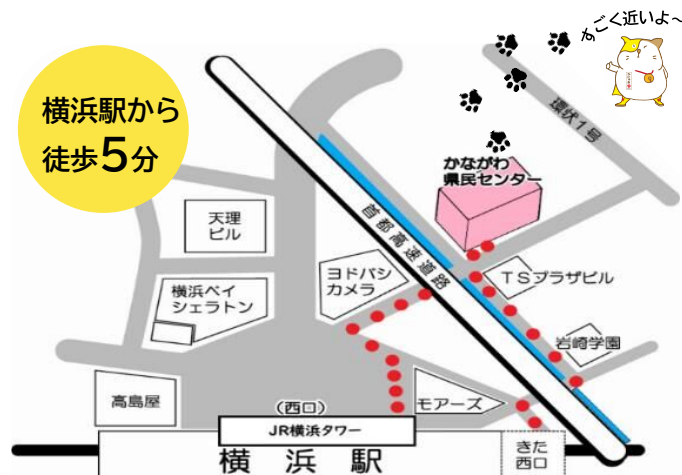 すごく近いよ～
横浜駅から
徒歩5分
環状1号
かながわ
県民センター
天理
ビル
首都高速道路
ヨドバシ
カメラ
TSプラザビル
横浜ベイ
シェラトン
岩崎学園
高島屋
モアーズ
(西口)
JR横浜タワー
横浜駅
きた
西口